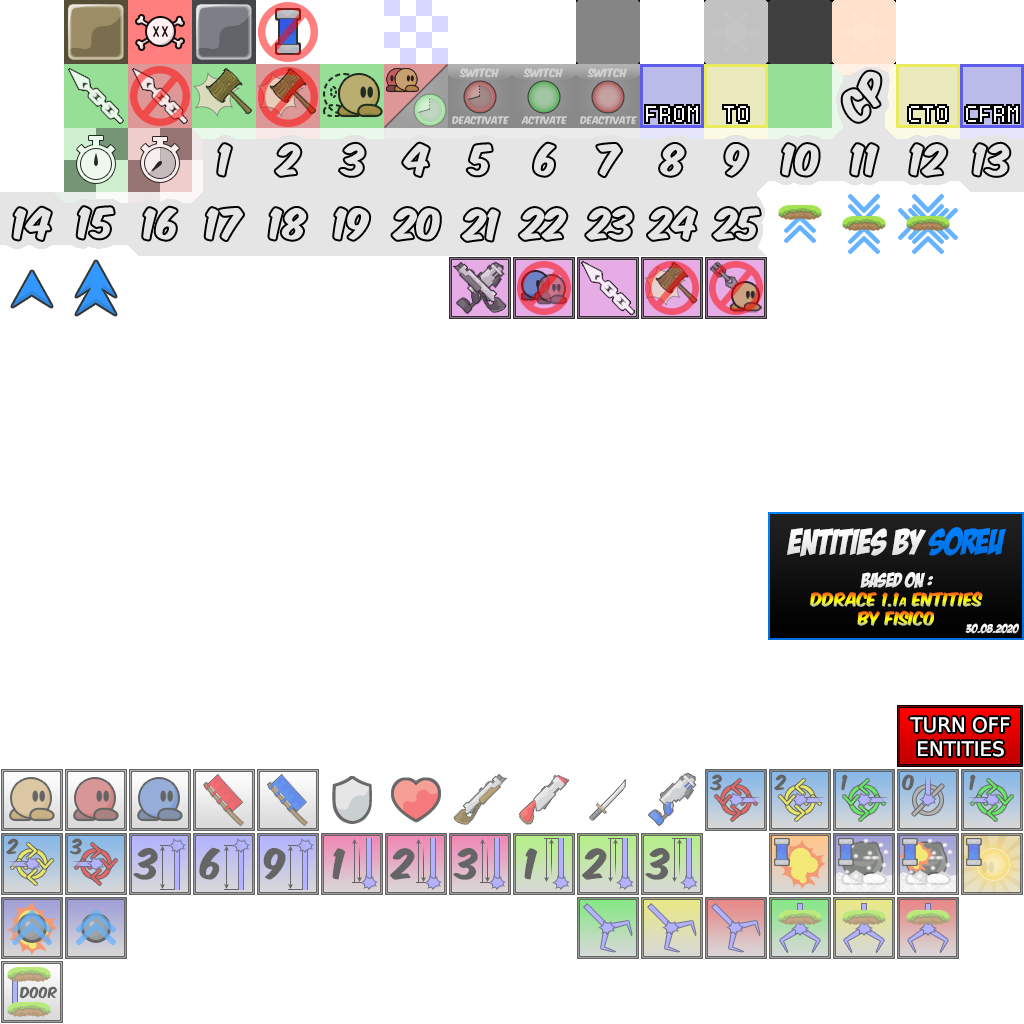 XX
SWITCH SWITCH SWITCH
DEACTIVATE ACTIVATE DEACTIVATE
FROM TO CP CTO CFRM
1 2 3 4 5 6 7 8 9 10 11 12 13
14 15 16 17 18 19 20 21 22 23 24 25
ENTITIES BY SOREU
BASED ON :
DDRACE 1.1A ENTITIES
BY FISICO
30.08.2020
TURN OFF
ENTITIES
3 2 1 0 1
2 3 3 6 9 1 2 3 1 2 3
DOOR